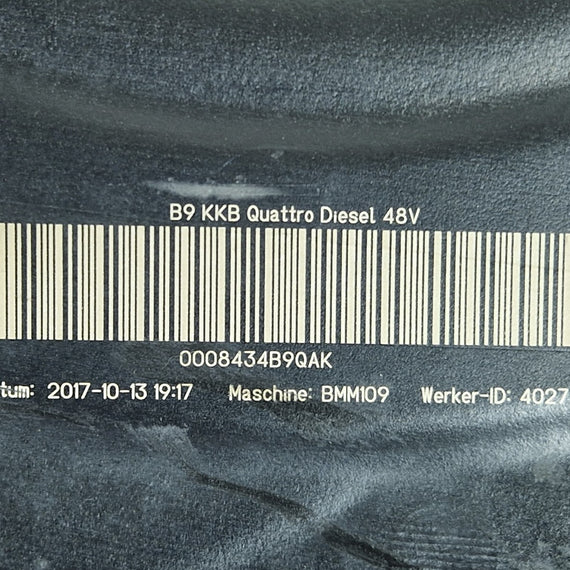 B9 KKB Quattro Diesel 48V
0008434B9QAK
tum: 2017-10-13 19:17 Maschine: BMM109 Werker-ID: 4027